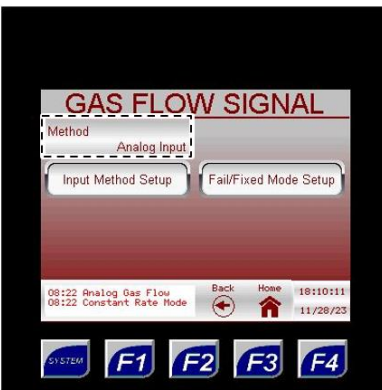 GAS FLOW SIGNAL
Method
Analog Input
Input Method Setup
Fail/Fixed Mode Setup
08:22 Analog Gas Flow
08:22 Constant Rate Mode
Back
Home
18:10:11
11/28/23
SYSTEM
F1
F2
F3
F4